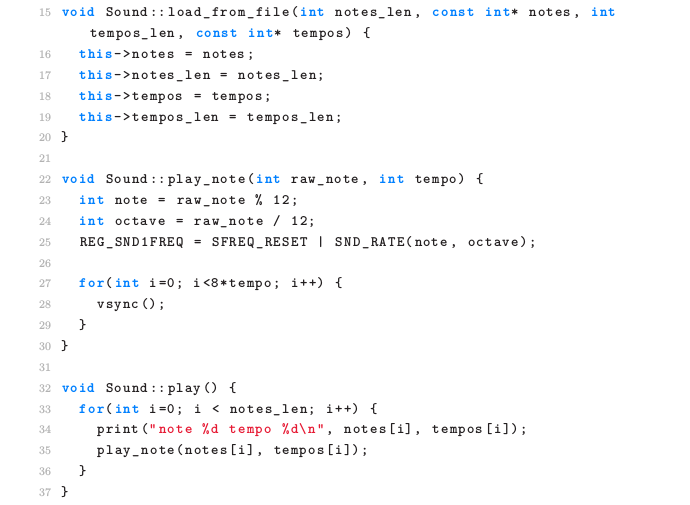 15 void Sound::load_from_file(int notes_len, const int* notes, int
tempos_len, const int* tempos) {
16 this->notes = notes;
17 this->notes_len = notes_len;
18 this->tempos = tempos;
19 this->tempos_len = tempos_len;
20 }
21
22 void Sound::play_note(int raw_note, int tempo) {
23 int note = raw_note % 12;
24 int octave = raw_note / 12;
25 REG_SND1FREQ = SFREQ_RESET | SND_RATE(note, octave);
26
27 for(int i=0; i<8*tempo; i++) {
28 vsync();
29 }
30 }
31
32 void Sound::play() {
33 for(int i=0; i < notes_len; i++) {
34 print("note %d tempo %d\n", notes[i], tempos[i]);
35 play_note(notes[i], tempos[i]);
36 }
37 }